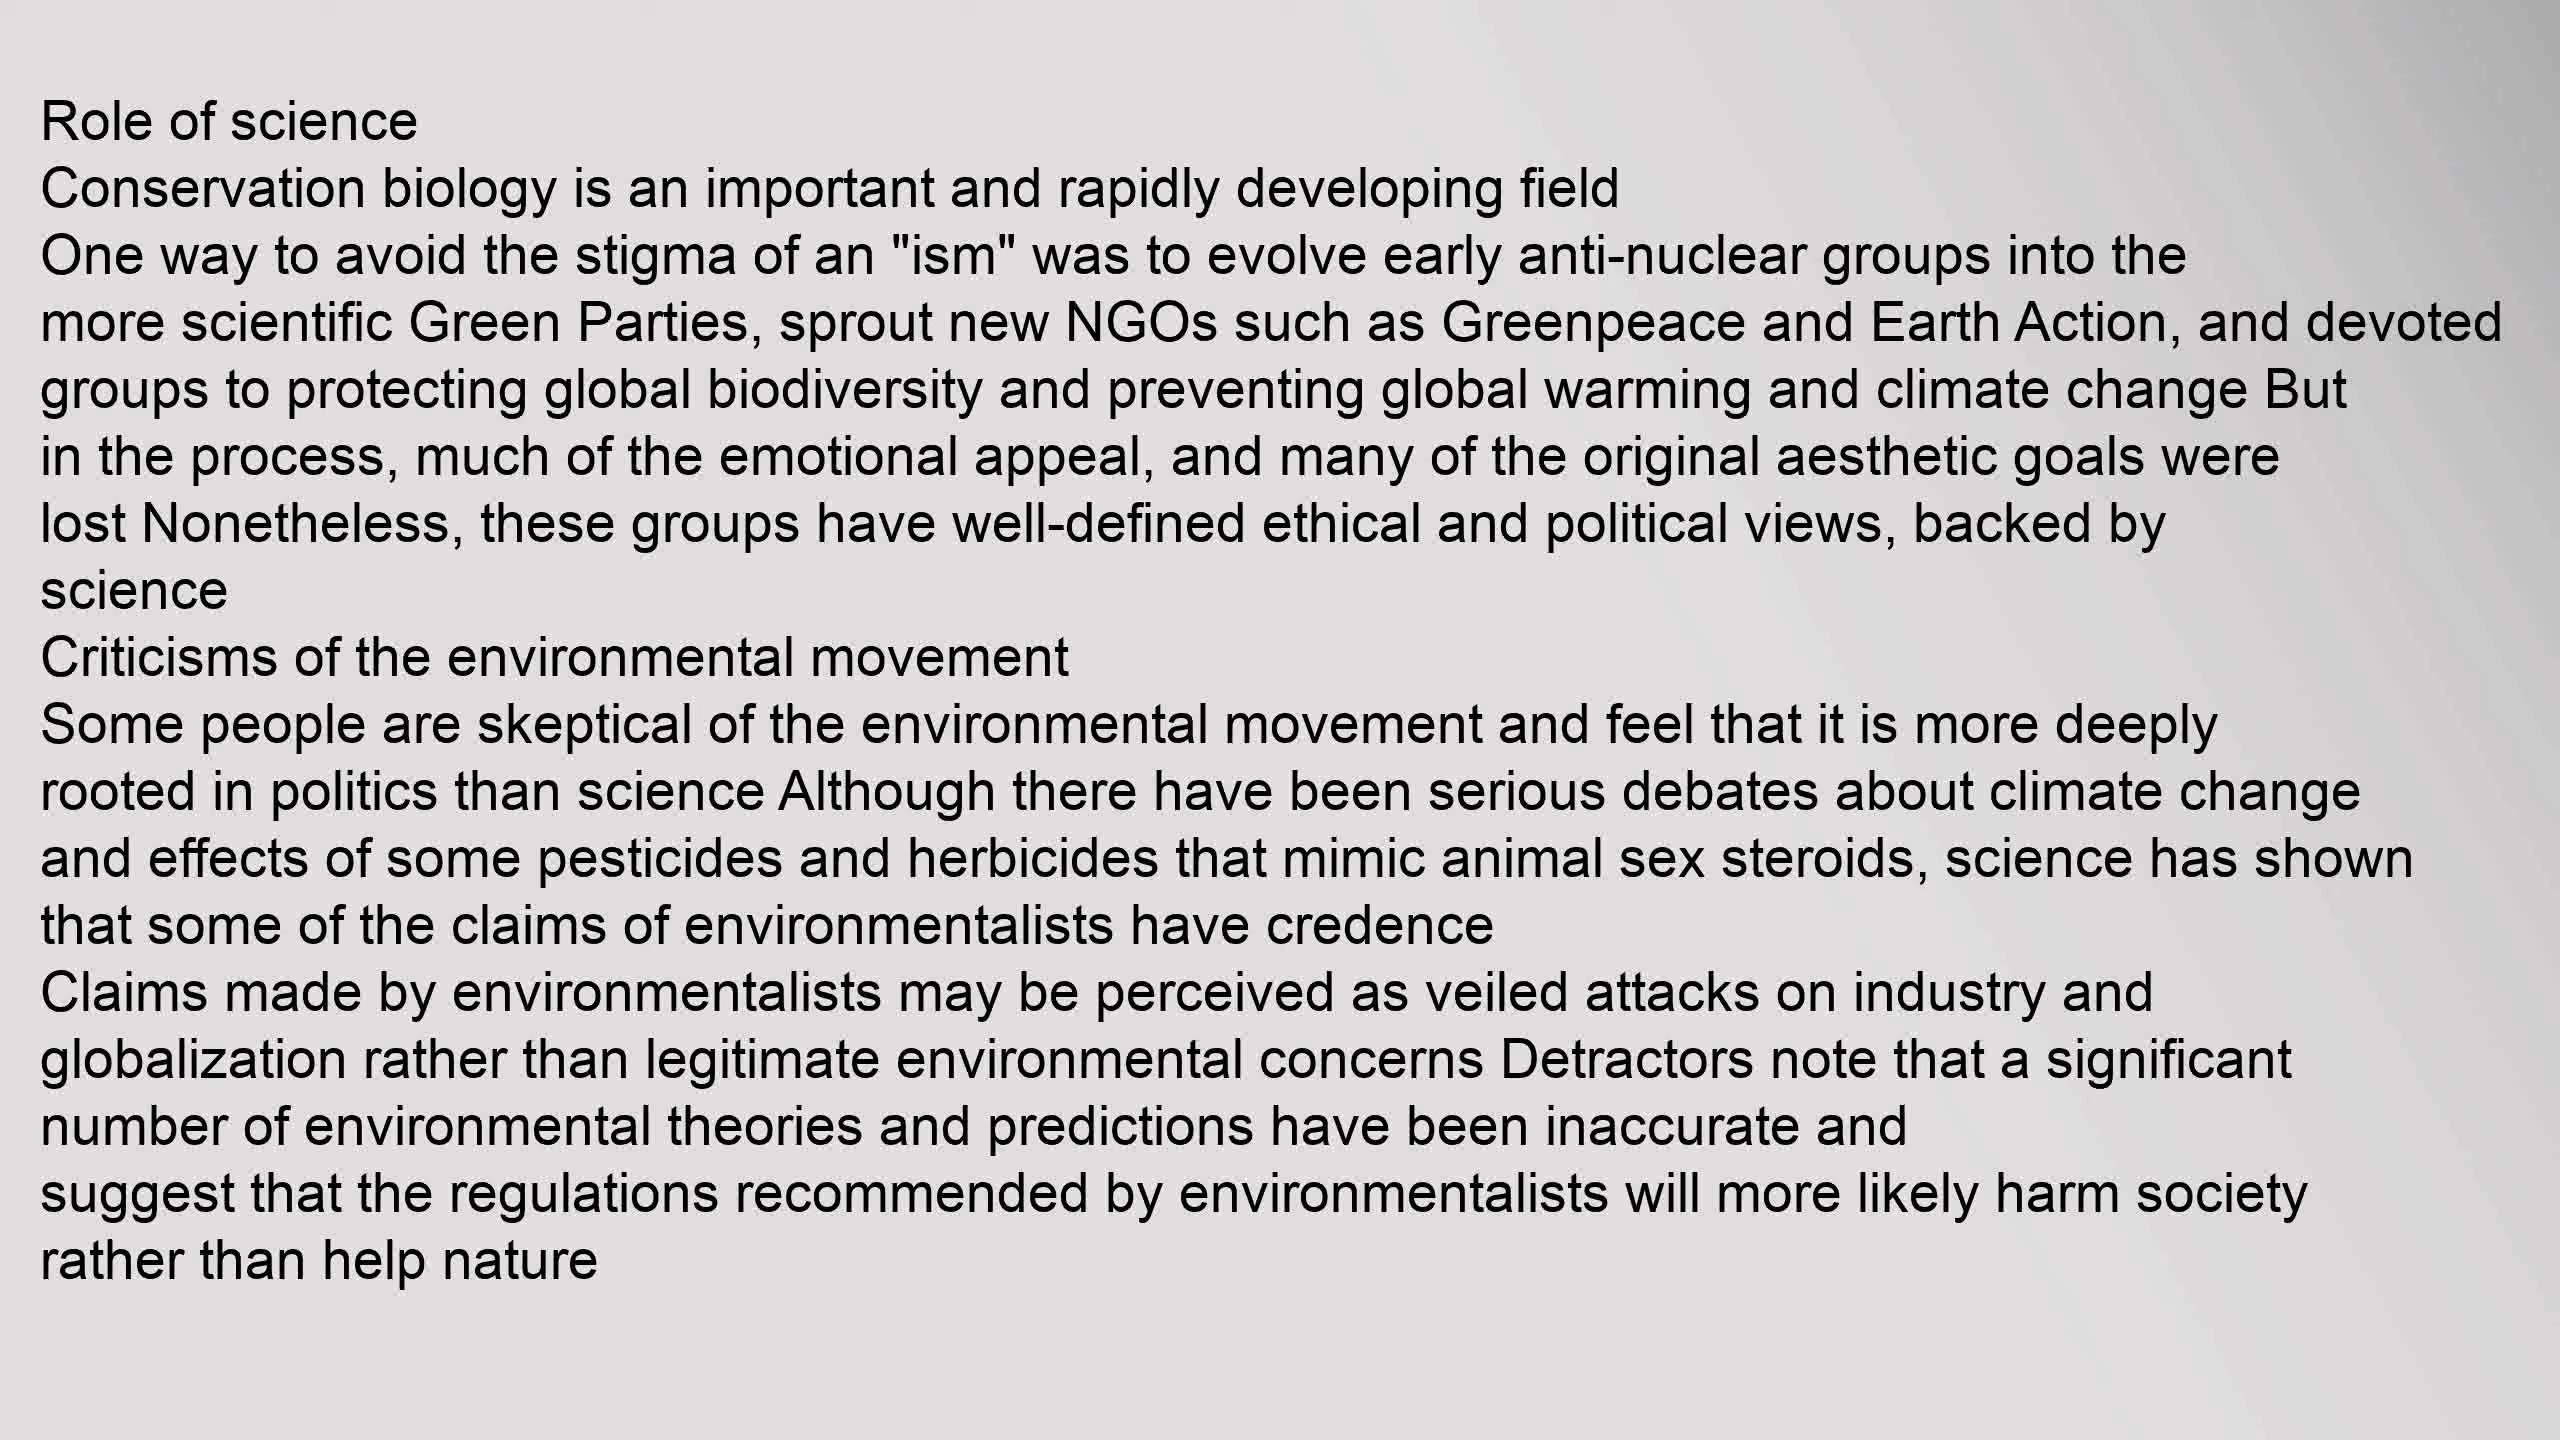 Role of science
Conservation biology is an important and rapidly developing field
One way to avoid the stigma of an "ism" was to evolve early anti-nuclear groups into the
more scientific Green Parties, sprout new NGOs such as Greenpeace and Earth Action, and devoted
groups to protecting global biodiversity and preventing global warming and climate change But
in the process, much of the emotional appeal, and many of the original aesthetic goals were
lost Nonetheless, these groups have well-defined ethical and political views, backed by
science
Criticisms of the environmental movement
Some people are skeptical of the environmental movement and feel that it is more deeply
rooted in politics than science Although there have been serious debates about climate change
and effects of some pesticides and herbicides that mimic animal sex steroids, science has shown
that some of the claims of environmentalists have credence
Claims made by environmentalists may be perceived as veiled attacks on industry and
globalization rather than legitimate environmental concerns Detractors note that a significant
number of environmental theories and predictions have been inaccurate and
suggest that the regulations recommended by environmentalists will more likely harm society
rather than help nature